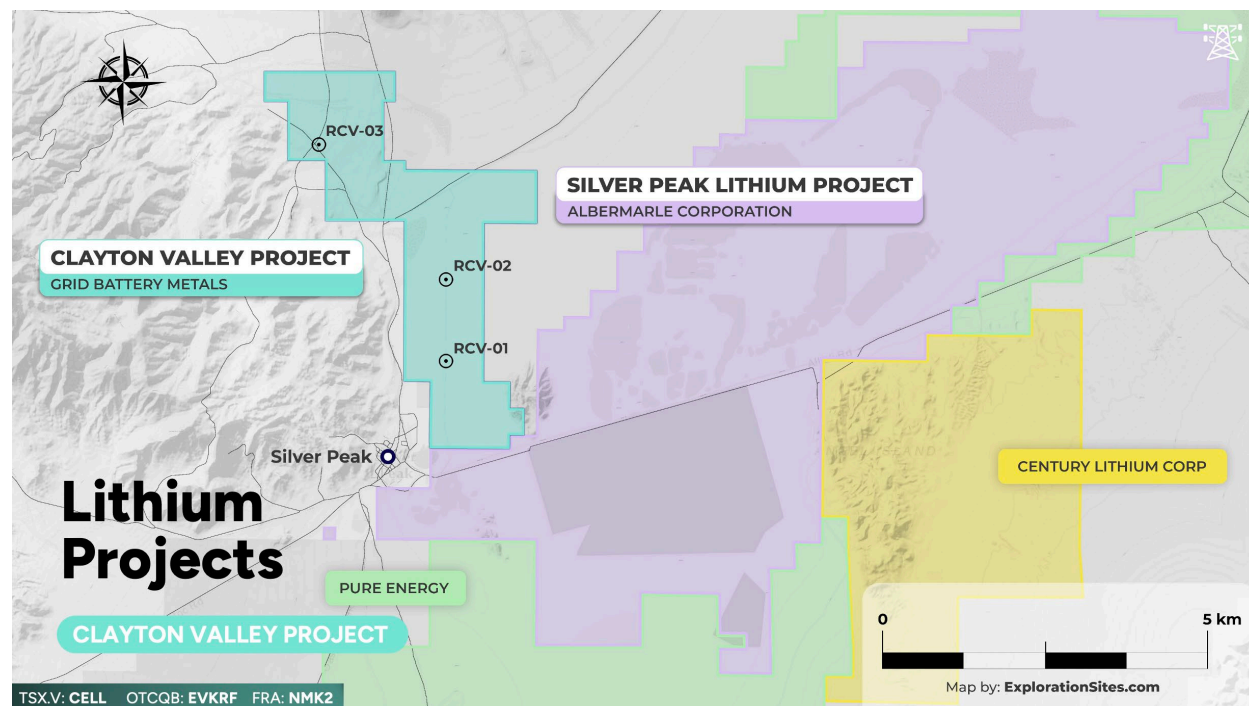 RCV-03
SILVER PEAK LITHIUM PROJECT
ALBERMARLE CORPORATION
CLAYTON VALLEY PROJECT
GRID BATTERY METALS
RCV-02
RCV-01
Silver Peak
CENTURY LITHIUM CORP
Lithium
Projects
PURE ENERGY
CLAYTON VALLEY PROJECT
0
5 km
Map by: ExplorationSites.com
TSX.V: CELL OTCQB: EVKRF FRA: NMK2